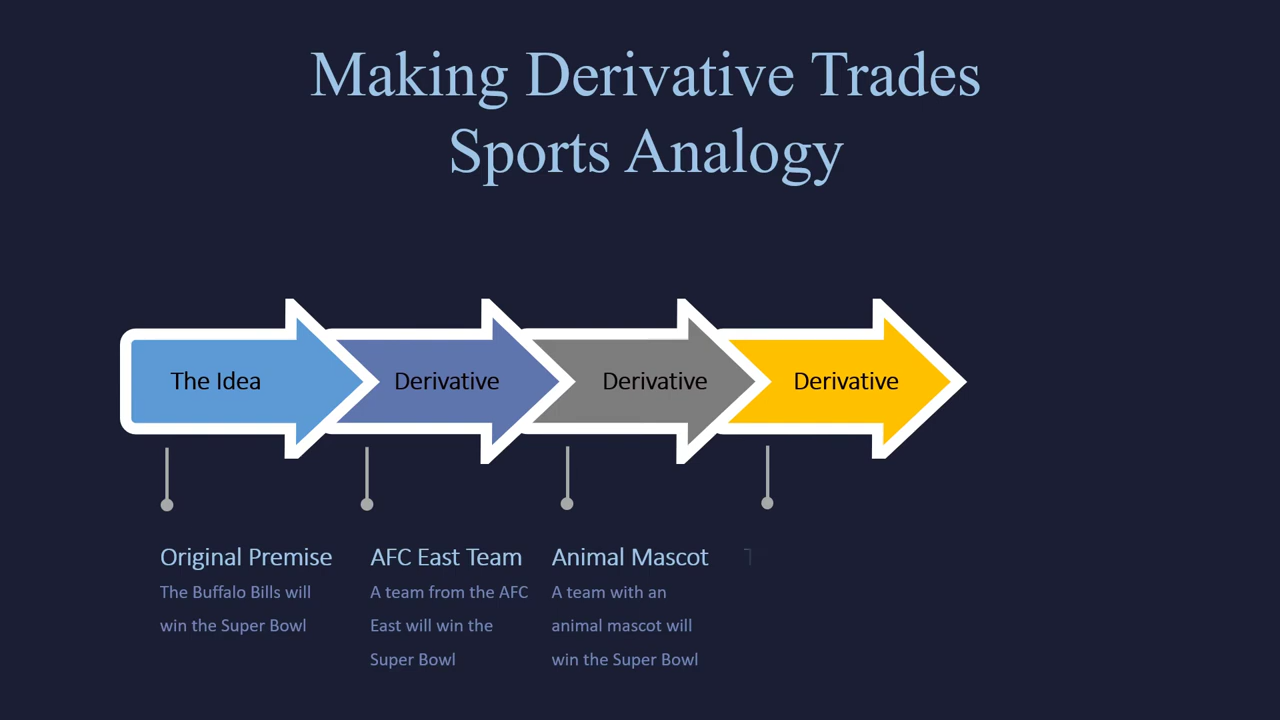 Making Derivative Trades
Sports Analogy
The Idea
Derivative
Derivative
Derivative
Original Premise
The Buffalo Bills will
win the Super Bowl
AFC East Team
A team from the AFC
East will win the
Super Bowl
Animal Mascot
A team with an
animal mascot will
win the Super Bowl